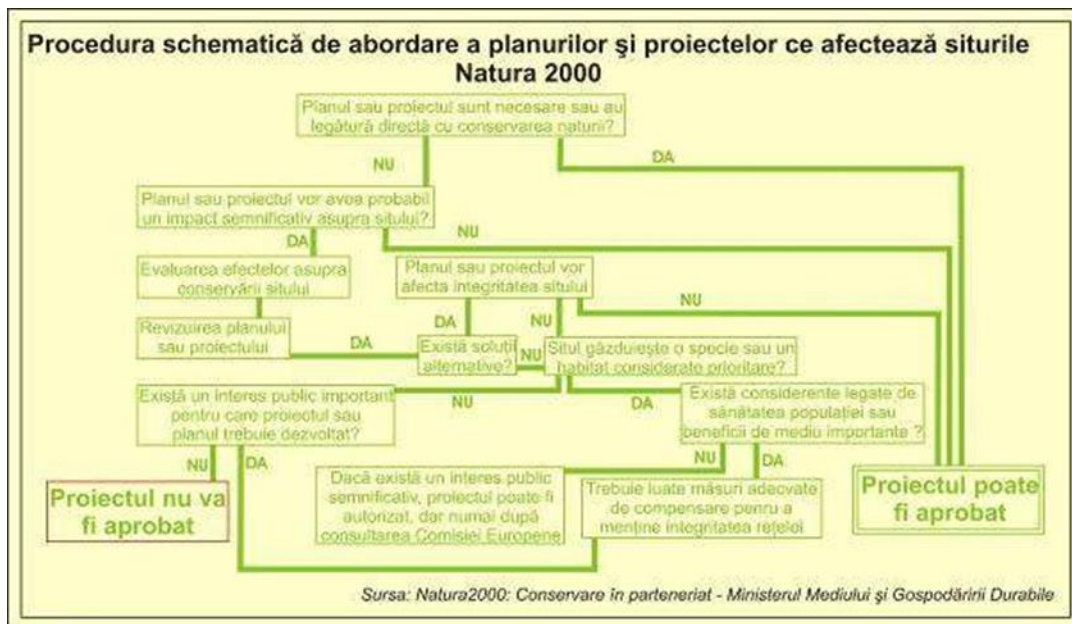 Procedura schematică de abordare a planurilor şi proiectelor ce afectează siturile
Natura 2000
Planul sau proiectul sunt necesare sau au
legătură directă cu conservarea naturii?
NU
DA
Planul sau proiectul vor avea probabil
un impact semnificativ asupra sitului?
DA
NU
Evaluarea efectelor asupra
conservării sitului
Planul sau proiectul vor
afecta integritatea sitului
NU
DA
NU
Revizuirea planului
sau proiectului
DA
Există soluţii
alternative?
NU
Situl găzduieşte o specie sau un
habitat considerate prioritare?
NU
DA
Există un interes public important
pentru care proiectul sau
planul trebuie dezvoltat?
Există considerente legate de
sănătatea populaţiei sau
beneficii de mediu importante ?
NU
DA
NU
DA
Proiectul nu va
fi aprobat
Dacă există un interes public
semnificativ, proiectul poate fi
autorizat, dar numai după
consultarea Comisiei Europene
Trebuie luate măsuri adecvate
de compensare penru a
menţine integritatea reţelei
Proiectul poate
fi aprobat
Sursa: Natura2000: Conservare în parteneriat - Ministerul Mediului şi Gospodăririi Durabile